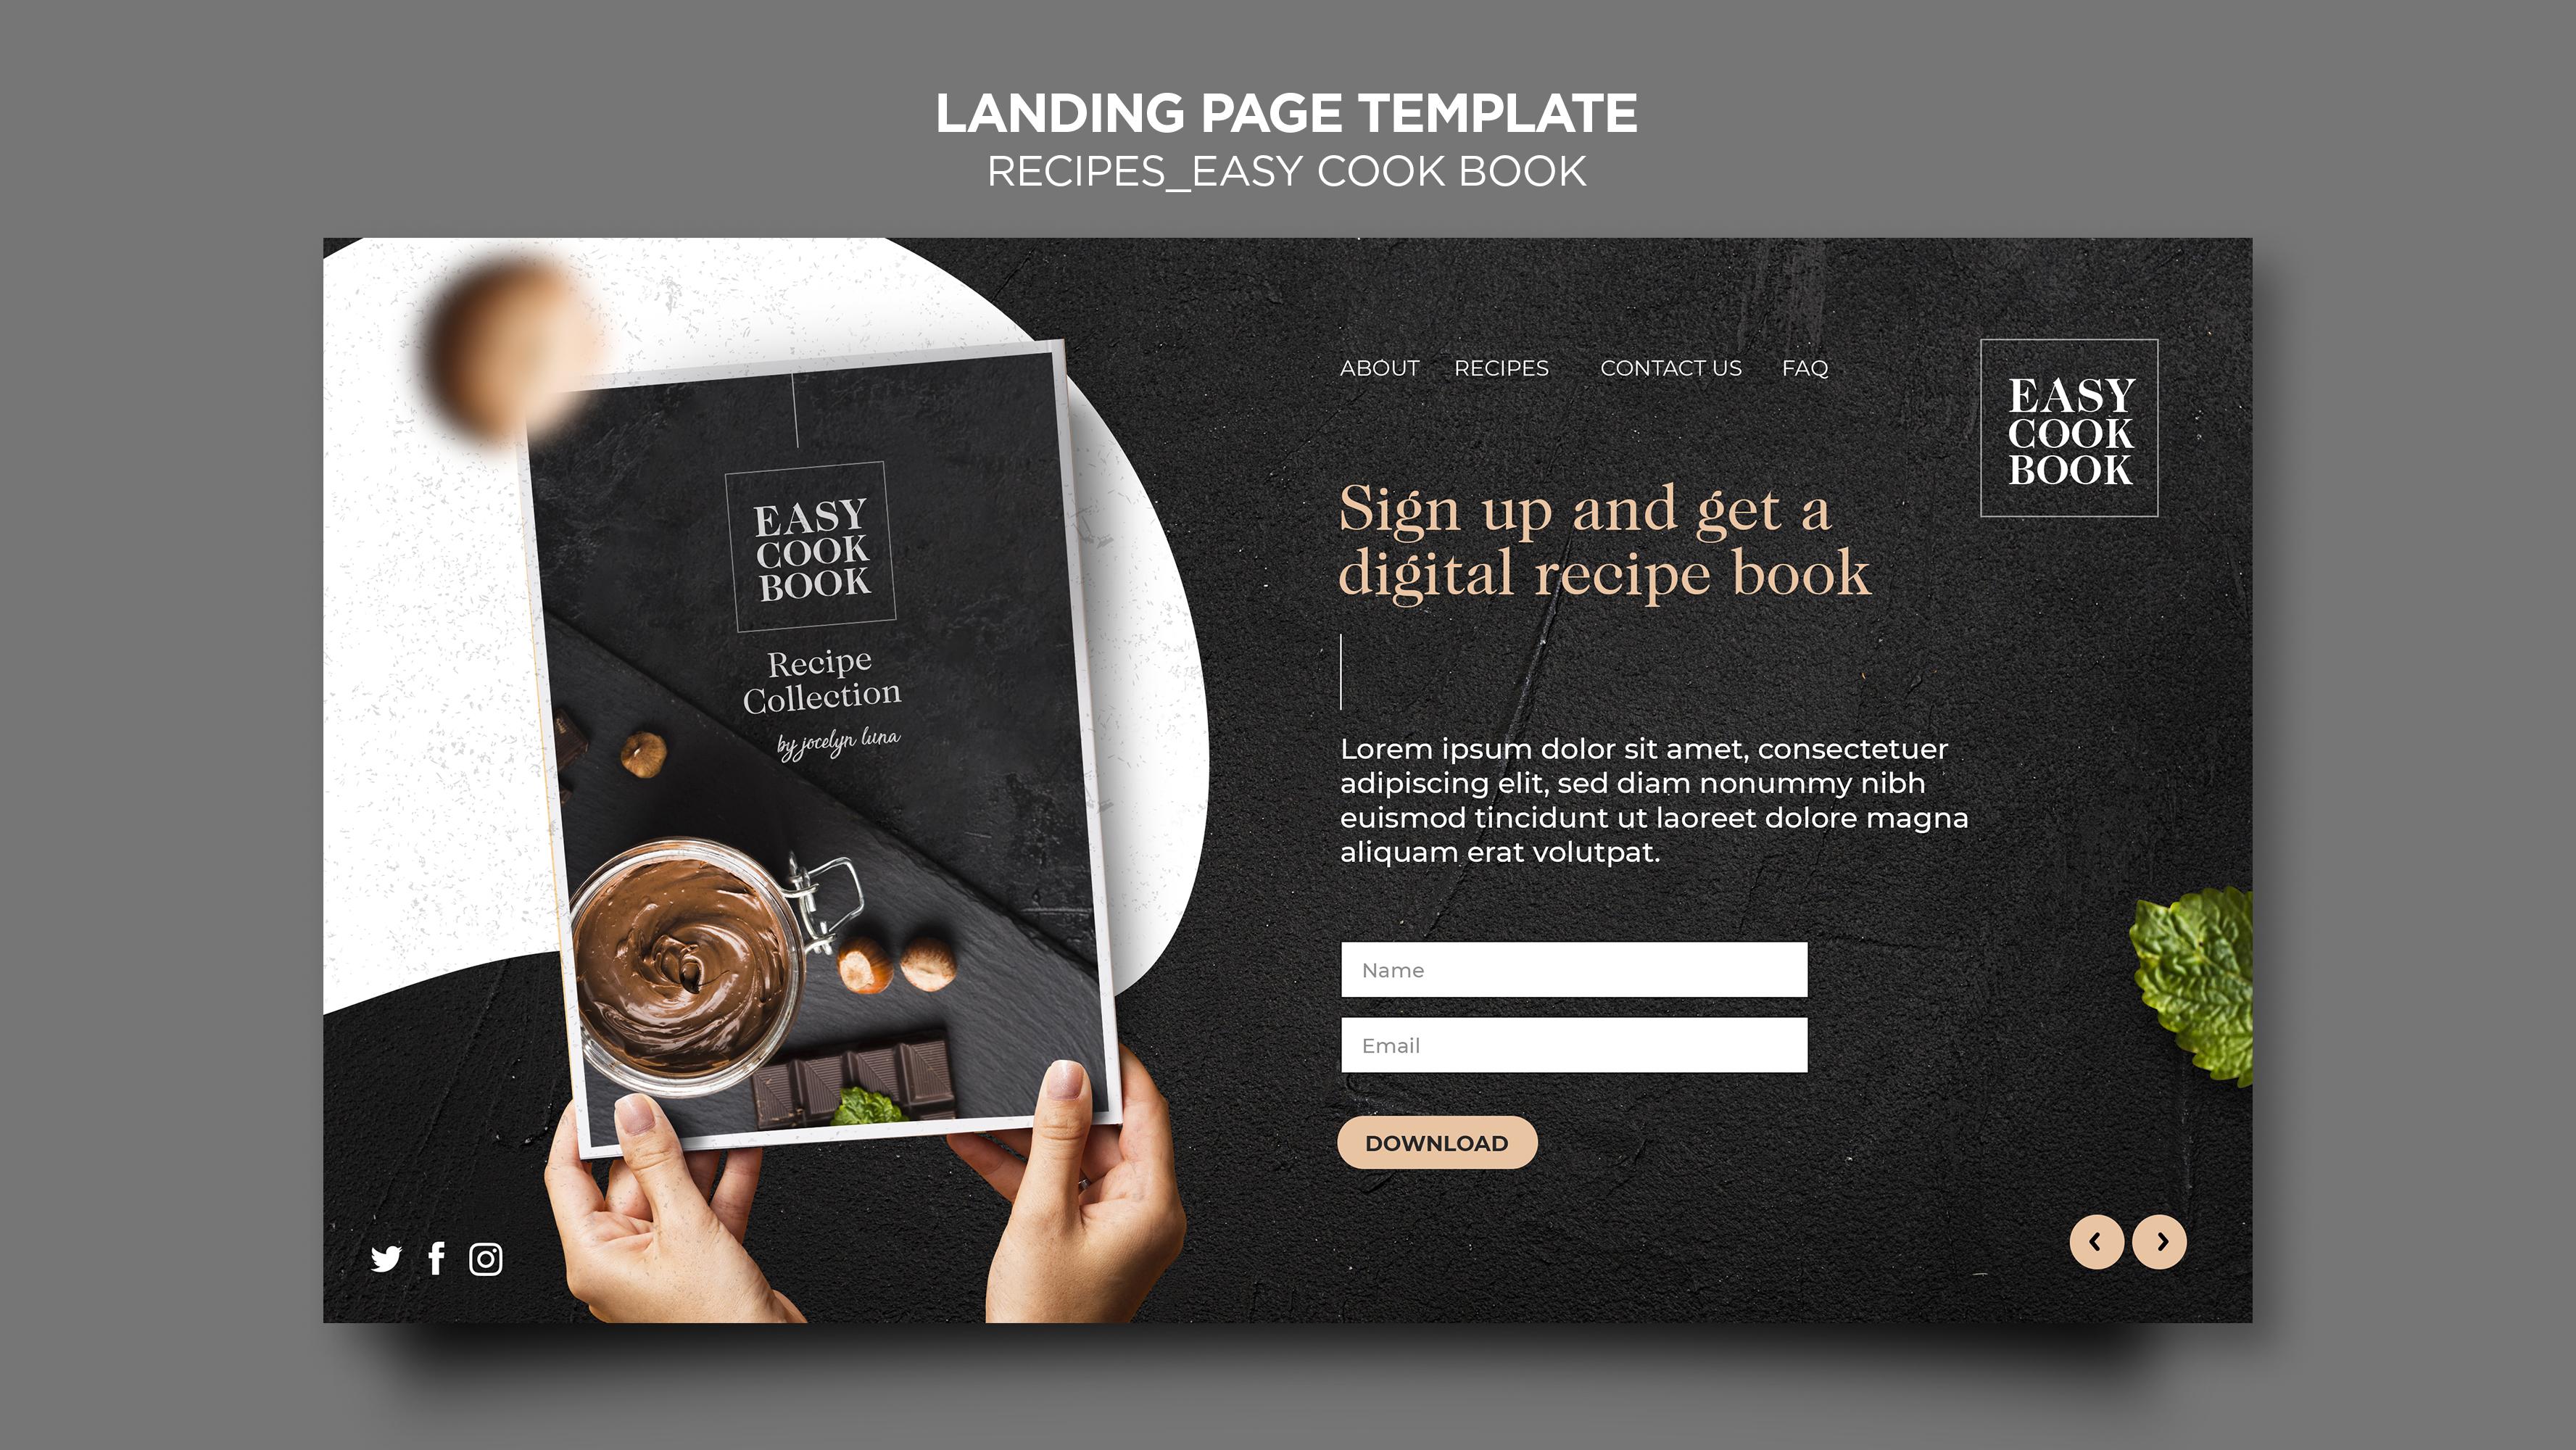 LANDING PAGE TEMPLATE
RECIPES_EASY COOK BOOK
ABOUT RECIPES CONTACT US FAQ
EASY
COOK
BOOK
EASY
COOK
BOOK
Recipe
Collection
by jocelyn luna
Sign up and get a
digital recipe book
Lorem ipsum dolor sit amet, consectetuer
adipiscing elit, sed diam nonummy nibh
euismod tincidunt ut laoreet dolore magna
aliquam erat volutpat.
Name
Email
DOWNLOAD